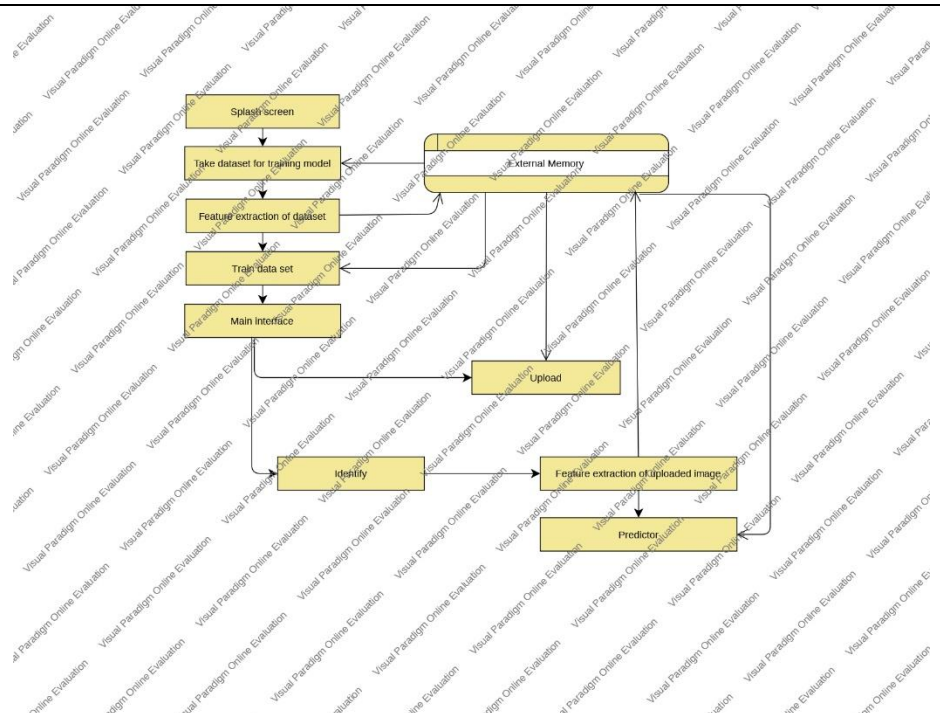 Splash screen
Take dataset for training model
External Memory
Feature extraction of dataset
Train data set
Main interface
Upload
Identify
Feature extraction of uploaded image
Predictor
Visual Paradigm Online Evaluation